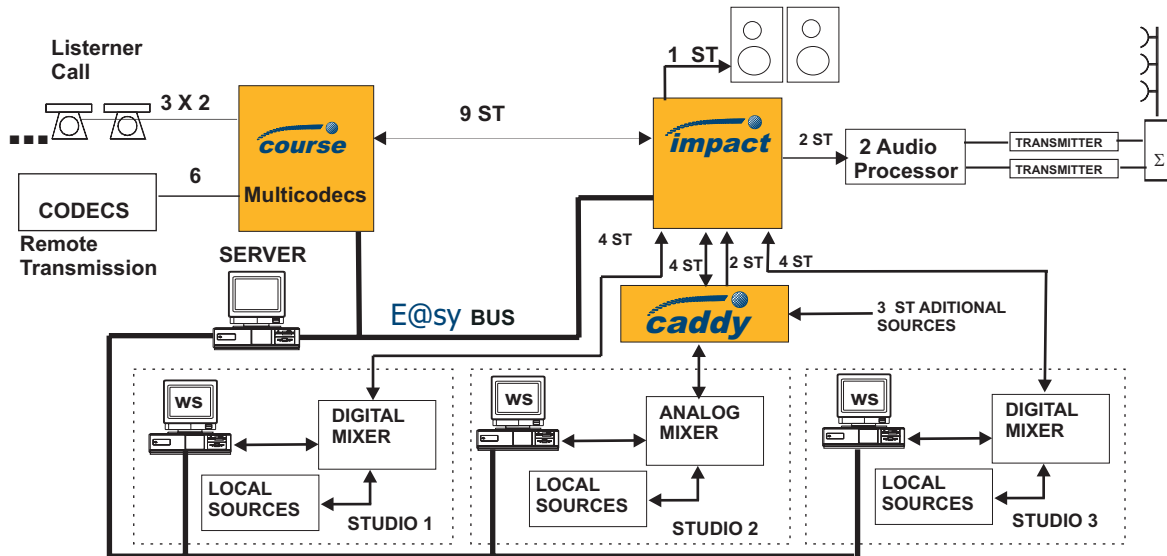 Listerner
Call
3 X 2
course
Multicodecs
9 ST
1 ST
impact
2 ST
2 Audio
Processor
TRANSMITTER
TRANSMITTER
Σ
6
CODECS
Remote
Transmission
SERVER
E@sy BUS
4 ST
4 ST
2 ST
4 ST
caddy
3 ST ADITIONAL
SOURCES
WS
DIGITAL
MIXER
LOCAL
SOURCES
STUDIO 1
WS
ANALOG
MIXER
LOCAL
SOURCES
STUDIO 2
WS
DIGITAL
MIXER
LOCAL
SOURCES
STUDIO 3